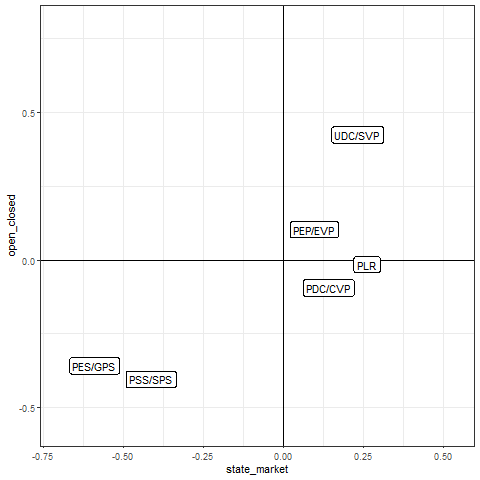 open_closed
0.5
0.0
-0.5
UDC/SVP
PEP/EVP
PLR
PDC/CVP
PES/GPS
PSS/SPS
-0.75
-0.50
-0.25
0.00
0.25
0.50
state_market